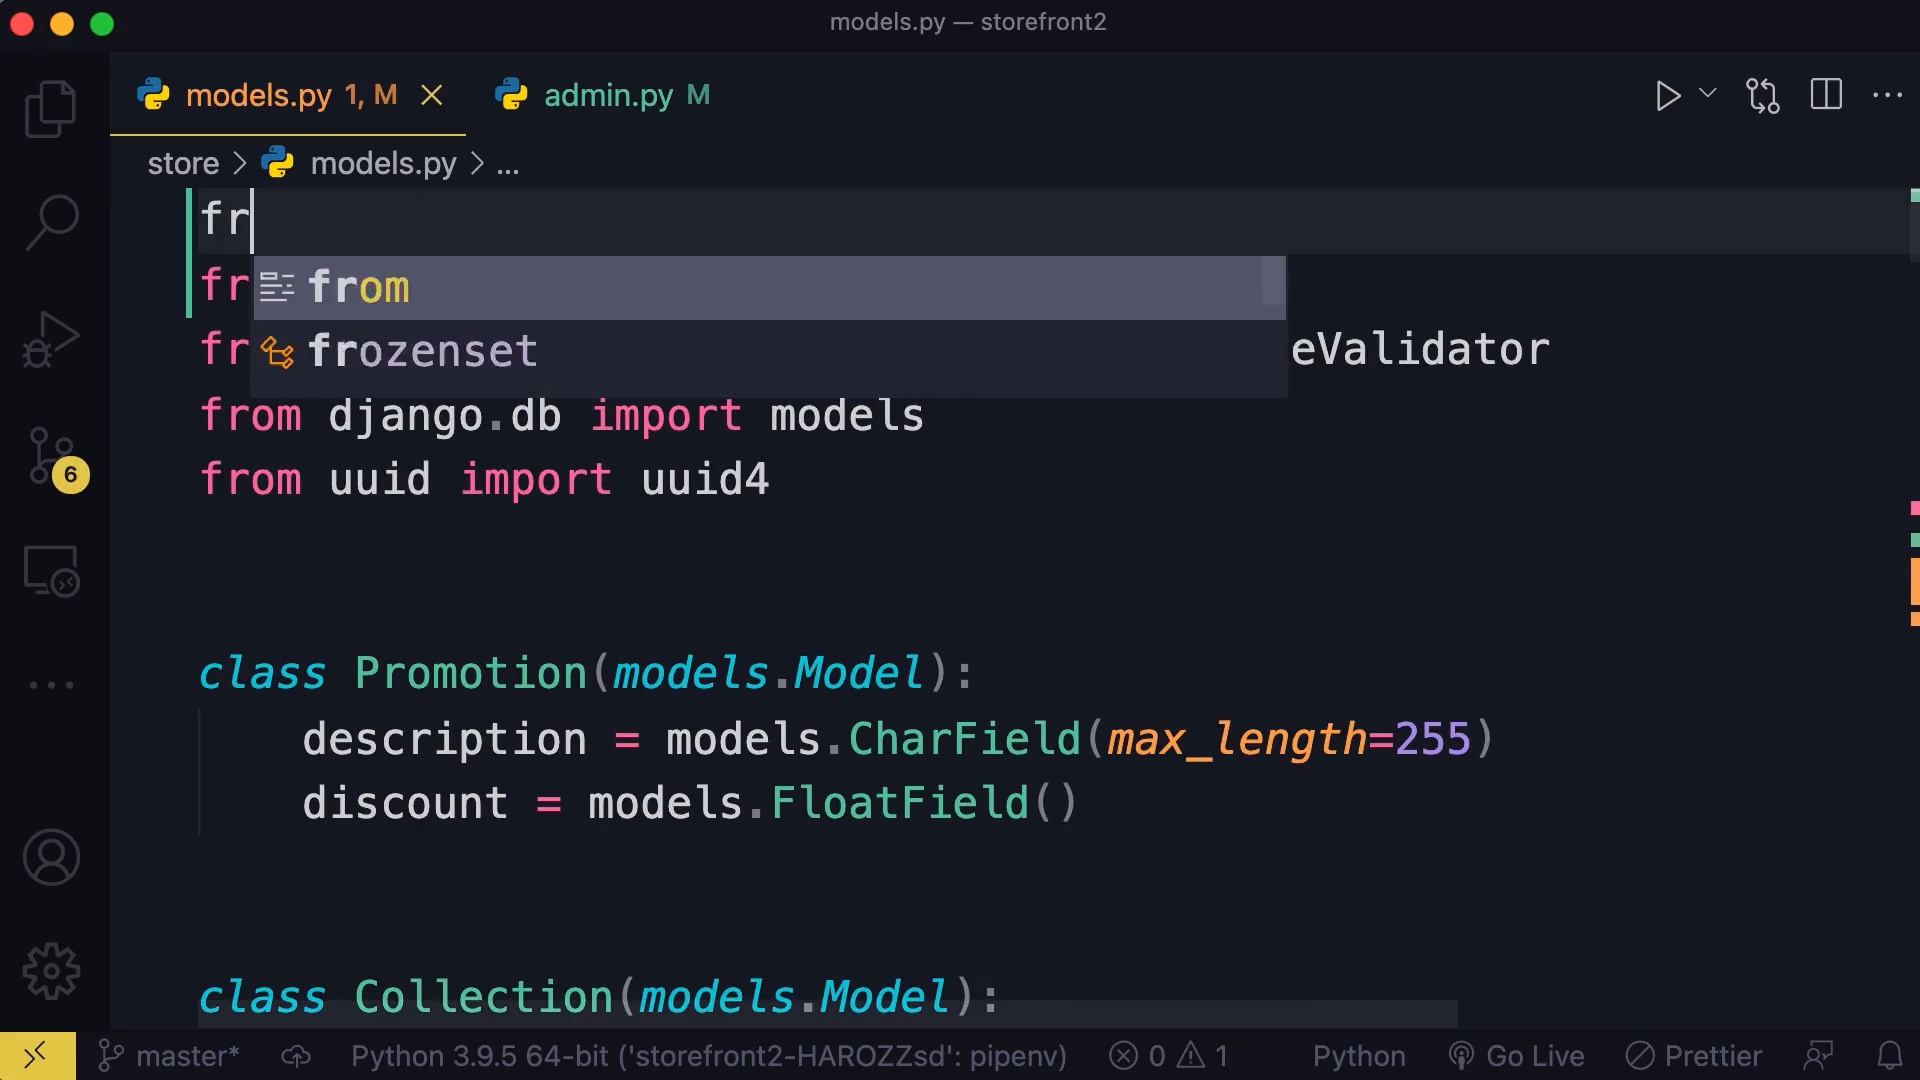 models.py — storefront2
models.py 1, M
admin.py M
store > models.py > ...
fr
fr
from
fr
frozenset
eValidator
from django.db import models
from uuid import uuid4
class Promotion(models.Model):
description = models.CharField(max_length=255)
discount = models.FloatField()
class Collection(models.Model):
6
master* Python 3.9.5 64-bit ('storefront2-HAROZZsd': pipenv) 0 1 Python Go Live Prettier